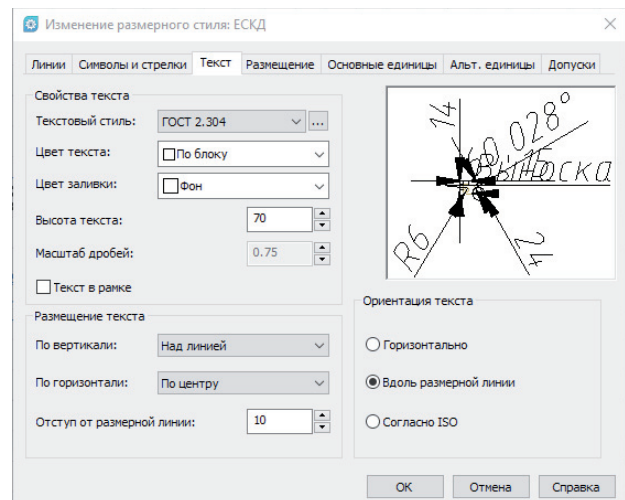 Изменение размерного стиля: ЕСКД
Линии Символы и стрелки Текст Размещение Основные единицы Альт. единицы Допуски
Свойства текста
Текстовый стиль: ГОСТ 2.304 ...
Цвет текста: По блоку
Цвет заливки: Фон
Высота текста: 70
Масштаб дробей: 0.75
Текст в рамке
14
028°
Выноска
R6
12
Размещение текста
По вертикали: Над линией
По горизонтали: По центру
Отступ от размерной линии: 10
Ориентация текста
Горизонтально
Вдоль размерной линии
Согласно ISO
ОК Отмена Справка